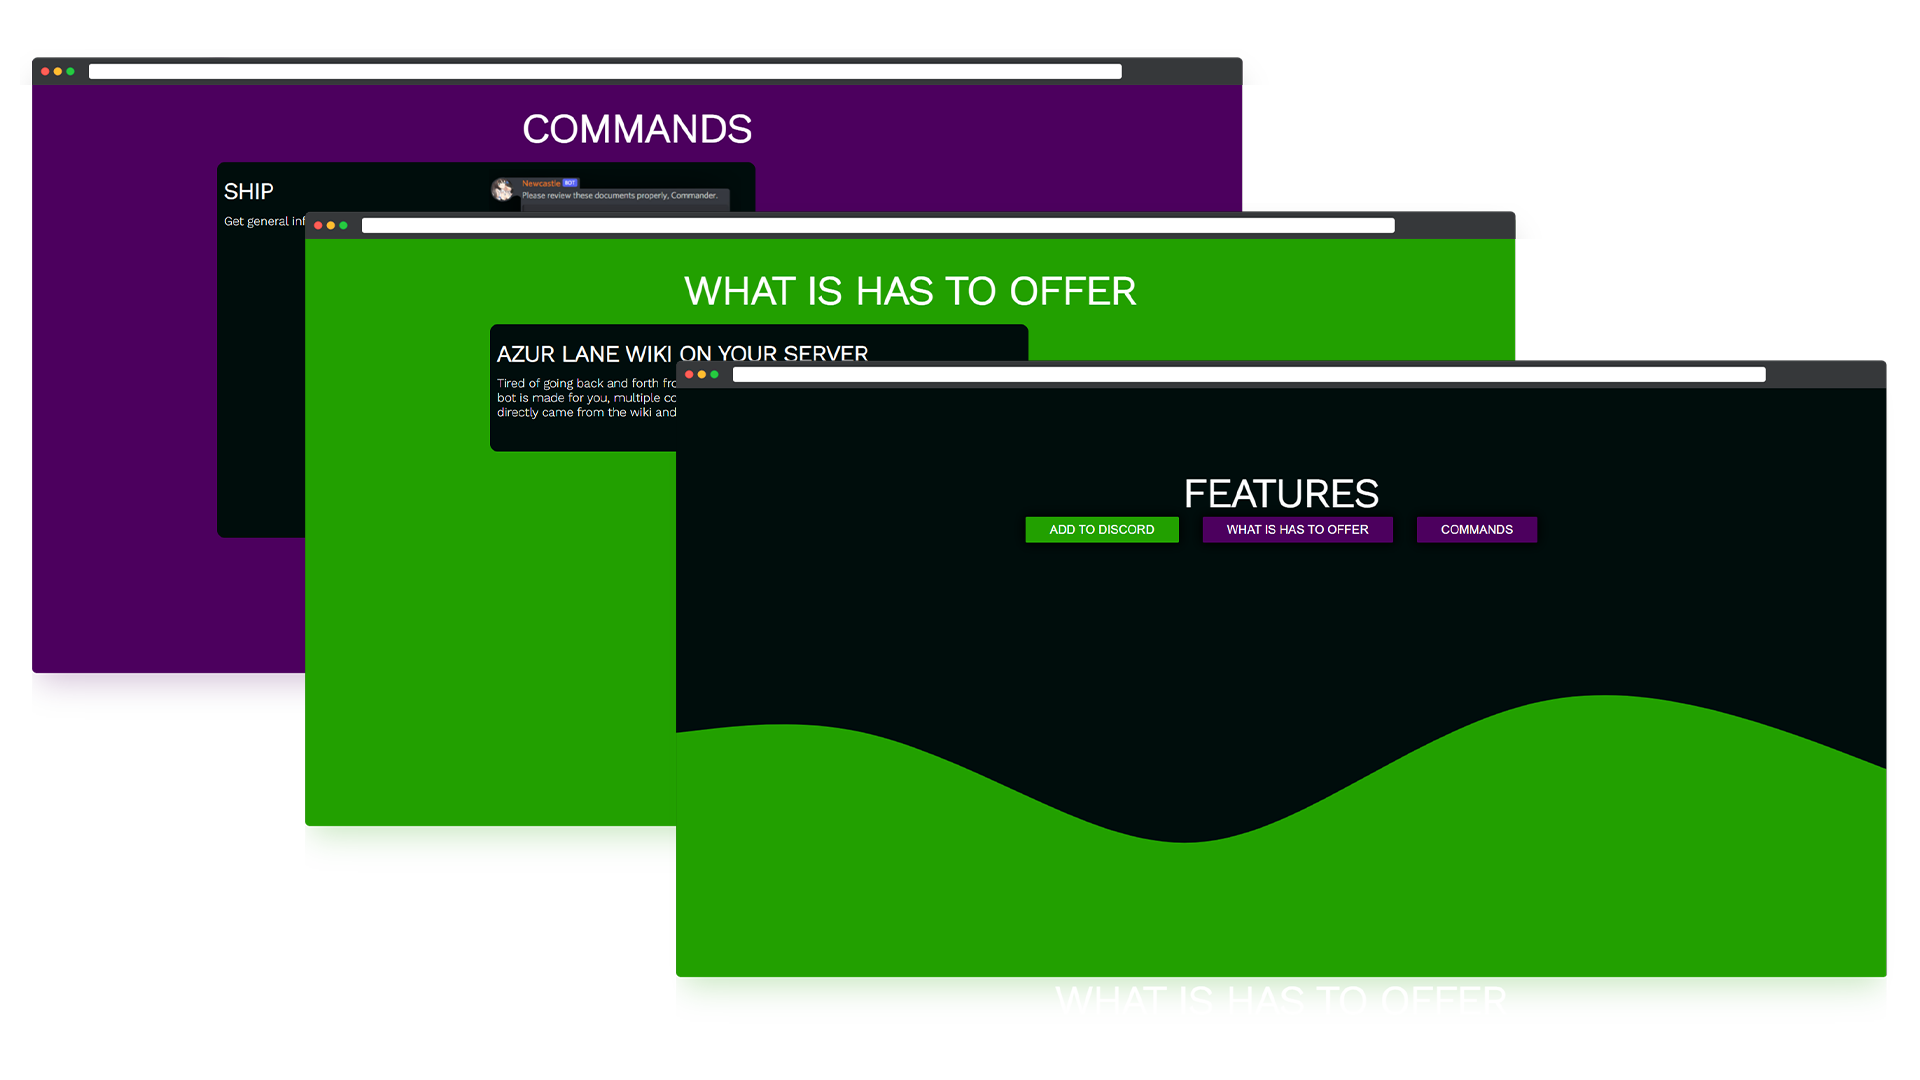 COMMANDS
SHIP
Newcastle BOT
Please review these documents properly, Commander.
Get general inf
WHAT IS HAS TO OFFER
AZUR LANE WIKI ON YOUR SERVER
Tired of going back and forth fro
bot is made for you, multiple co
directly came from the wiki and
FEATURES
ADD TO DISCORD
WHAT IS HAS TO OFFER
COMMANDS
WHAT IS HAS TO OFFER